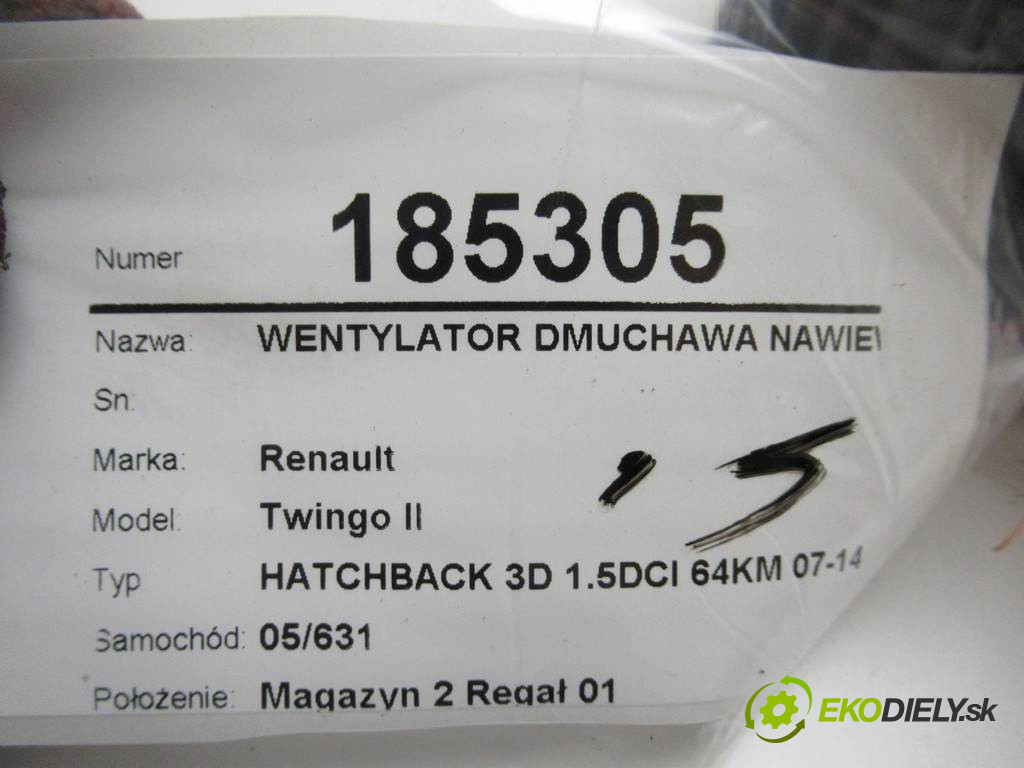 Numer 185305
Nazwa: WENTYLATOR DMUCHAWA
Sn:
Marka: Renault
Model: Twingo II
Typ HATCHBACK 3D 1.5DCI 64KM 07-14
Samochód: 05/631
Położenie: Magazyn 2 Regał 01
EKODIELY.sk